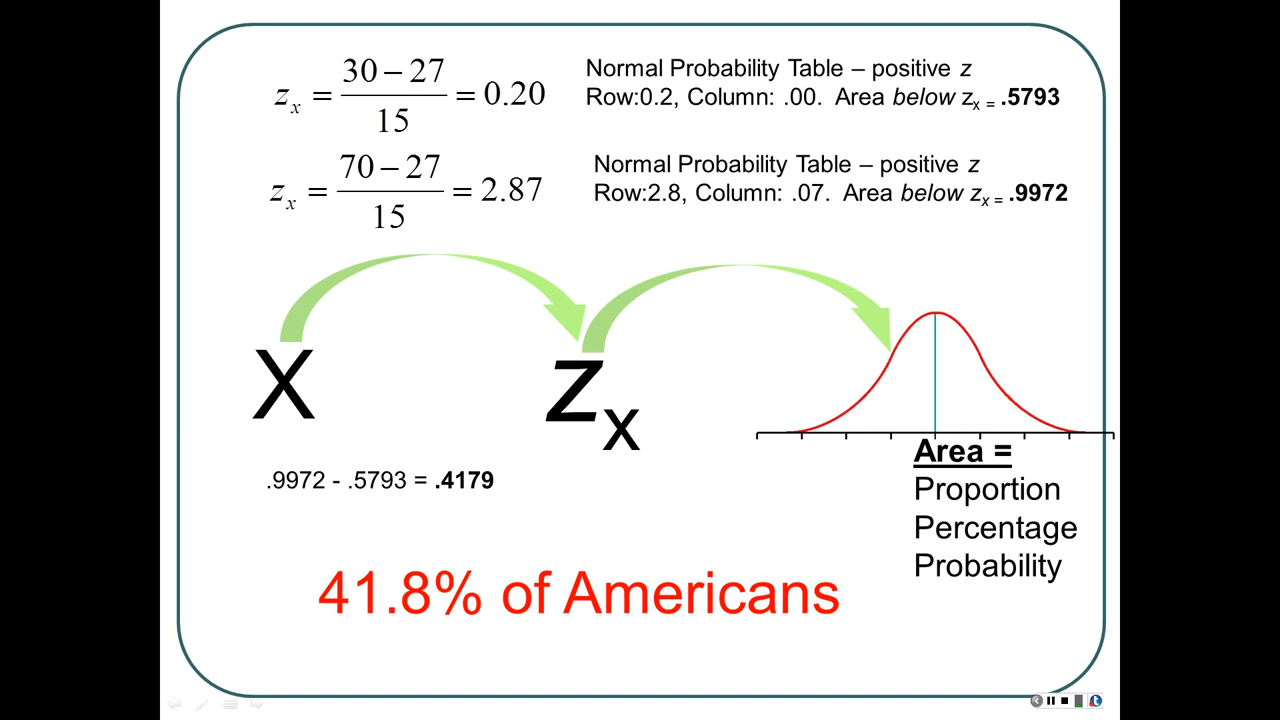 z_x = (30 − 27) / 15 = 0.20
Normal Probability Table – positive z
Row:0.2, Column: .00. Area below z_x = .5793
z_x = (70 − 27) / 15 = 2.87
Normal Probability Table – positive z
Row:2.8, Column: .07. Area below z_x = .9972
X
z_x
Area =
Proportion
Percentage
Probability
.9972 - .5793 = .4179
41.8% of Americans